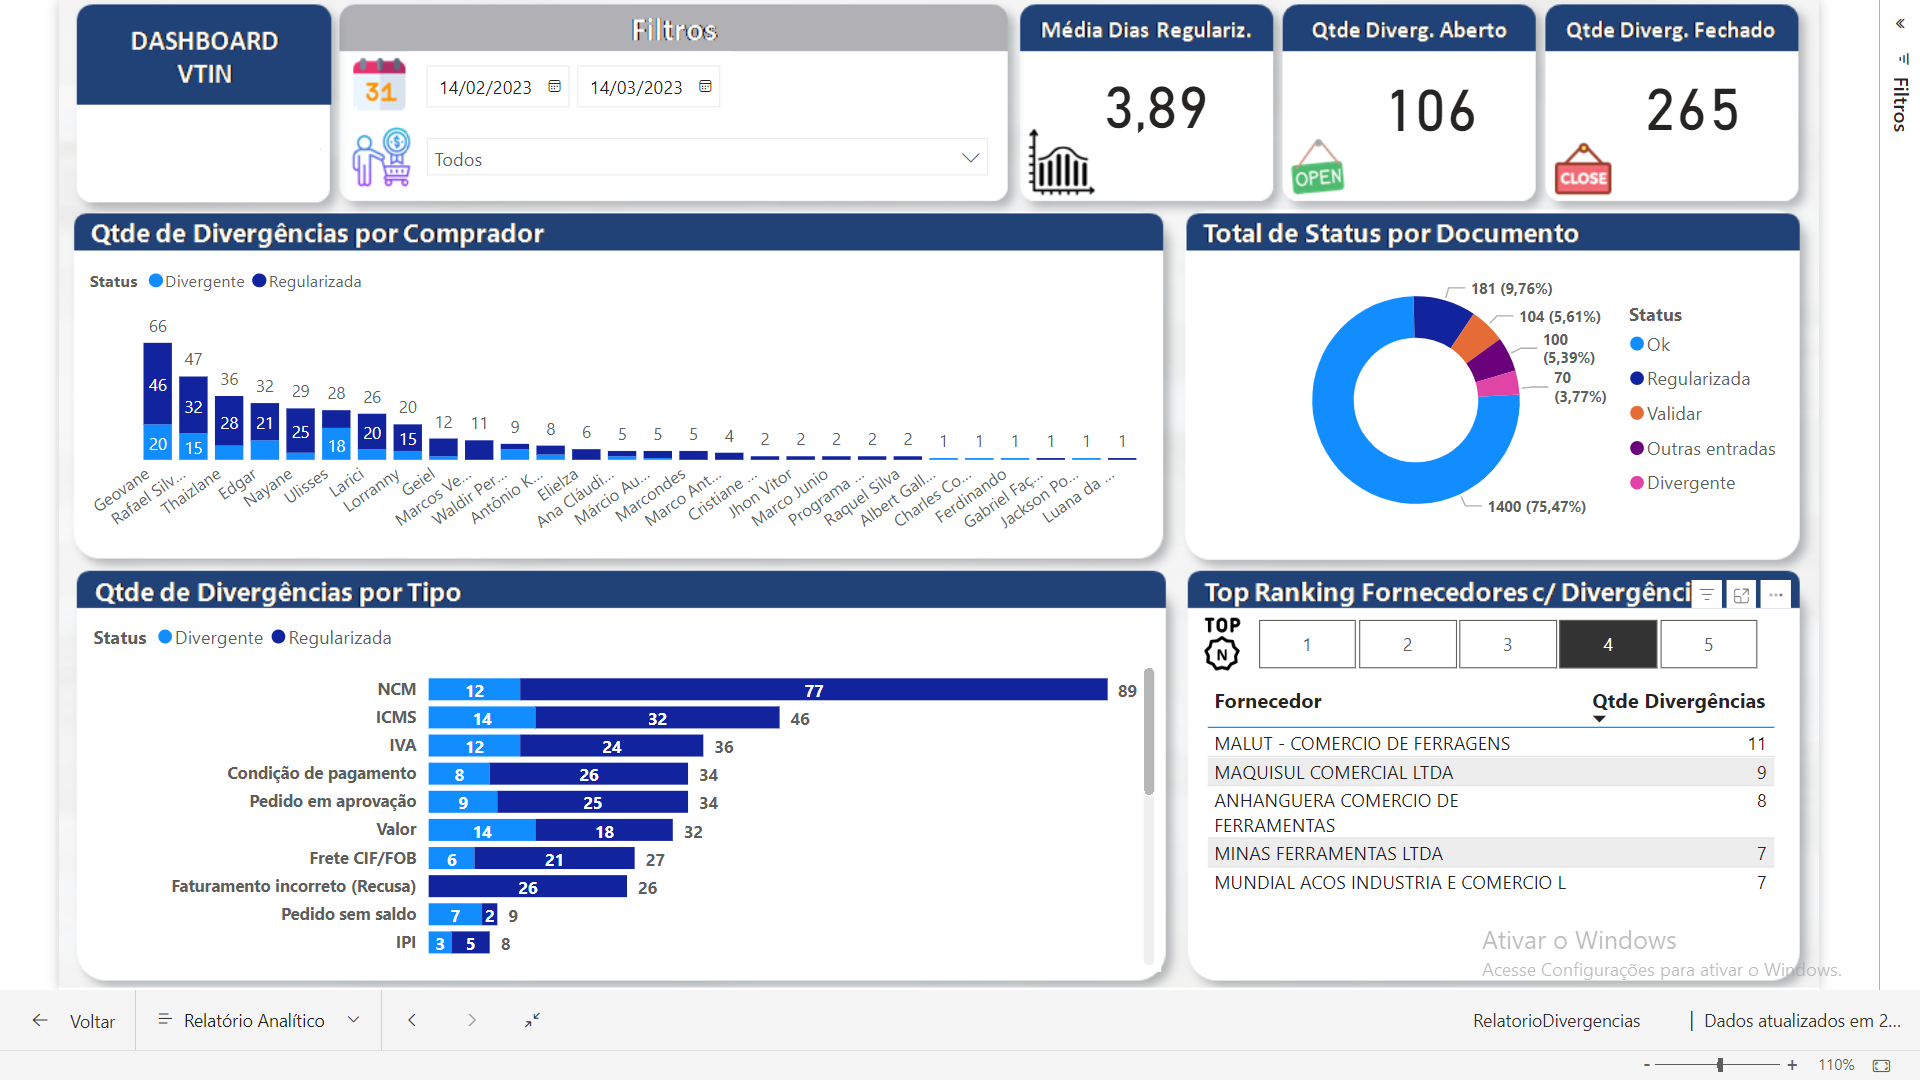 DASHBOARD
VTIN
Filtros
31
14/02/2023
14/03/2023
Todos
Média Dias Regulariz.
3,89
Qtde Diverg. Aberto
106
OPEN
Qtde Diverg. Fechado
265
CLOSE
«
Filtros
Qtde de Divergências por Comprador
Status Divergente Regularizada
66 47 36 32 29 28 26 20 12 11 9 8 6 5 5 5 4 2 2 2 2 2 1 1 1 1 1 1
46 32 28 21 25 20 15
20 15 18
Geovane
Rafael Silv...
Thaizlane
Edgar
Nayane
Ulisses
Larici
Lorranny
Geiel
Marcos Ve...
Waldir Per...
Antônio K...
Elielza
Ana Cláudi...
Márcio Au...
Marcondes
Marco Ant...
Cristiane ...
Jhon Vitor
Marco Junio
Programa ...
Raquel Silva
Albert Gall...
Charles Co...
Ferdinando
Gabriel Faç...
Jackson Po...
Luana da ...
Total de Status por Documento
181 (9,76%)
104 (5,61%)
100
(5,39%)
70
(3,77%)
1400 (75,47%)
Status
Ok
Regularizada
Validar
Outras entradas
Divergente
Qtde de Divergências por Tipo
Status Divergente Regularizada
NCM 12 77 89
ICMS 14 32 46
IVA 12 24 36
Condição de pagamento 8 26 34
Pedido em aprovação 9 25 34
Valor 14 18 32
Frete CIF/FOB 6 21 27
Faturamento incorreto (Recusa) 26 26
Pedido sem saldo 7 2 9
IPI 3 5 8
Top Ranking Fornecedores c/ Divergênci
TOP
N
1 2 3 4 5
Fornecedor Qtde Divergências
MALUT - COMERCIO DE FERRAGENS 11
MAQUISUL COMERCIAL LTDA 9
ANHANGUERA COMERCIO DE 8
FERRAMENTAS
MINAS FERRAMENTAS LTDA 7
MUNDIAL ACOS INDUSTRIA E COMERCIO L 7
Ativar o Windows
Acesse Configurações para ativar o Windows.
Voltar
Relatório Analítico
RelatorioDivergencias | Dados atualizados em 2...
- + 110%